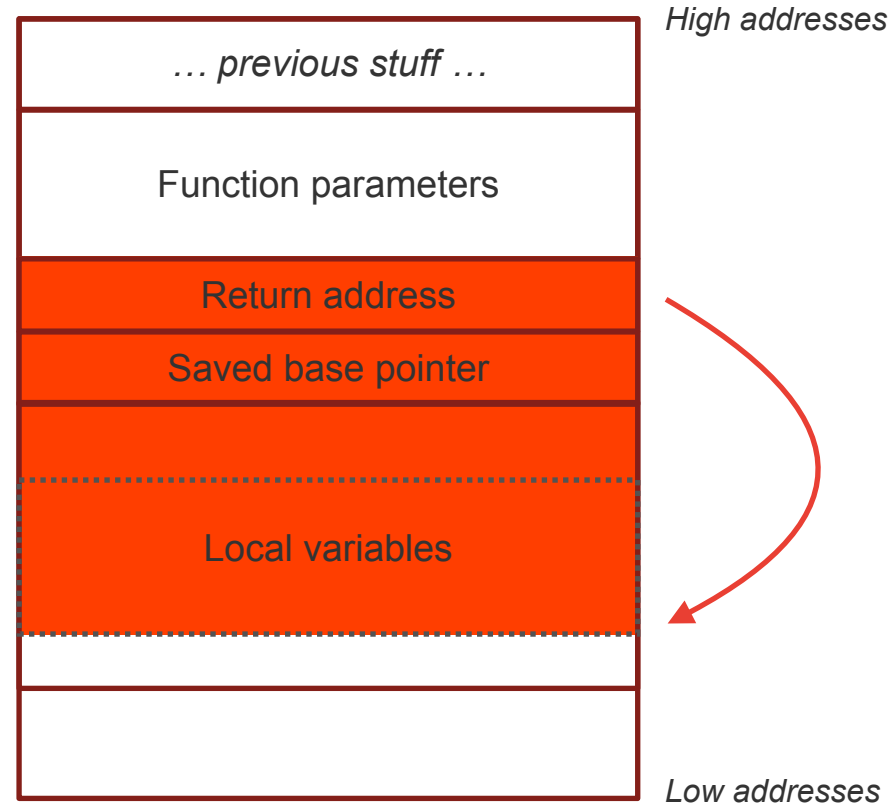 High addresses
… previous stuff …
Function parameters
Return address
Saved base pointer
Local variables
Low addresses